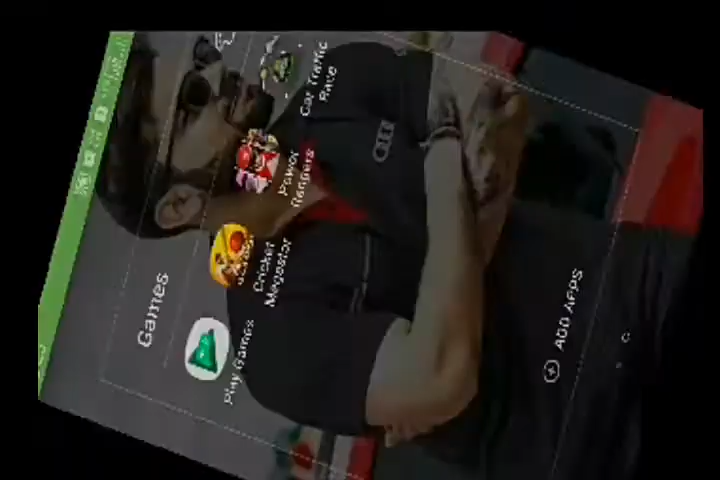 Games
Play Games
Cricket
Megastar
Power
Rangers
Car Traffic
Race
ADD APPS